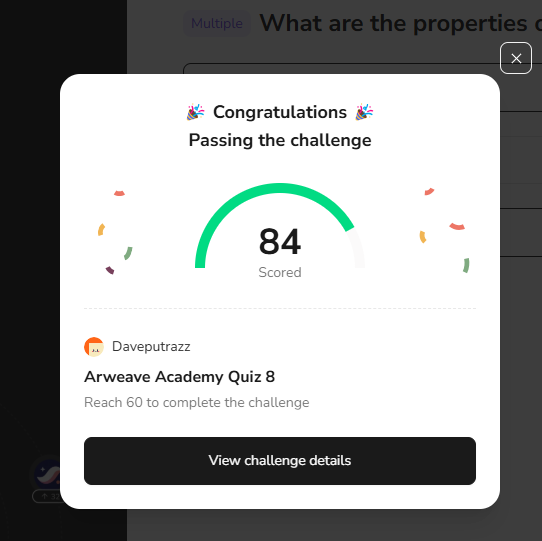 Multiple What are the properties
Congratulations
Passing the challenge
84
Scored
Daveputrazz
Arweave Academy Quiz 8
Reach 60 to complete the challenge
View challenge details